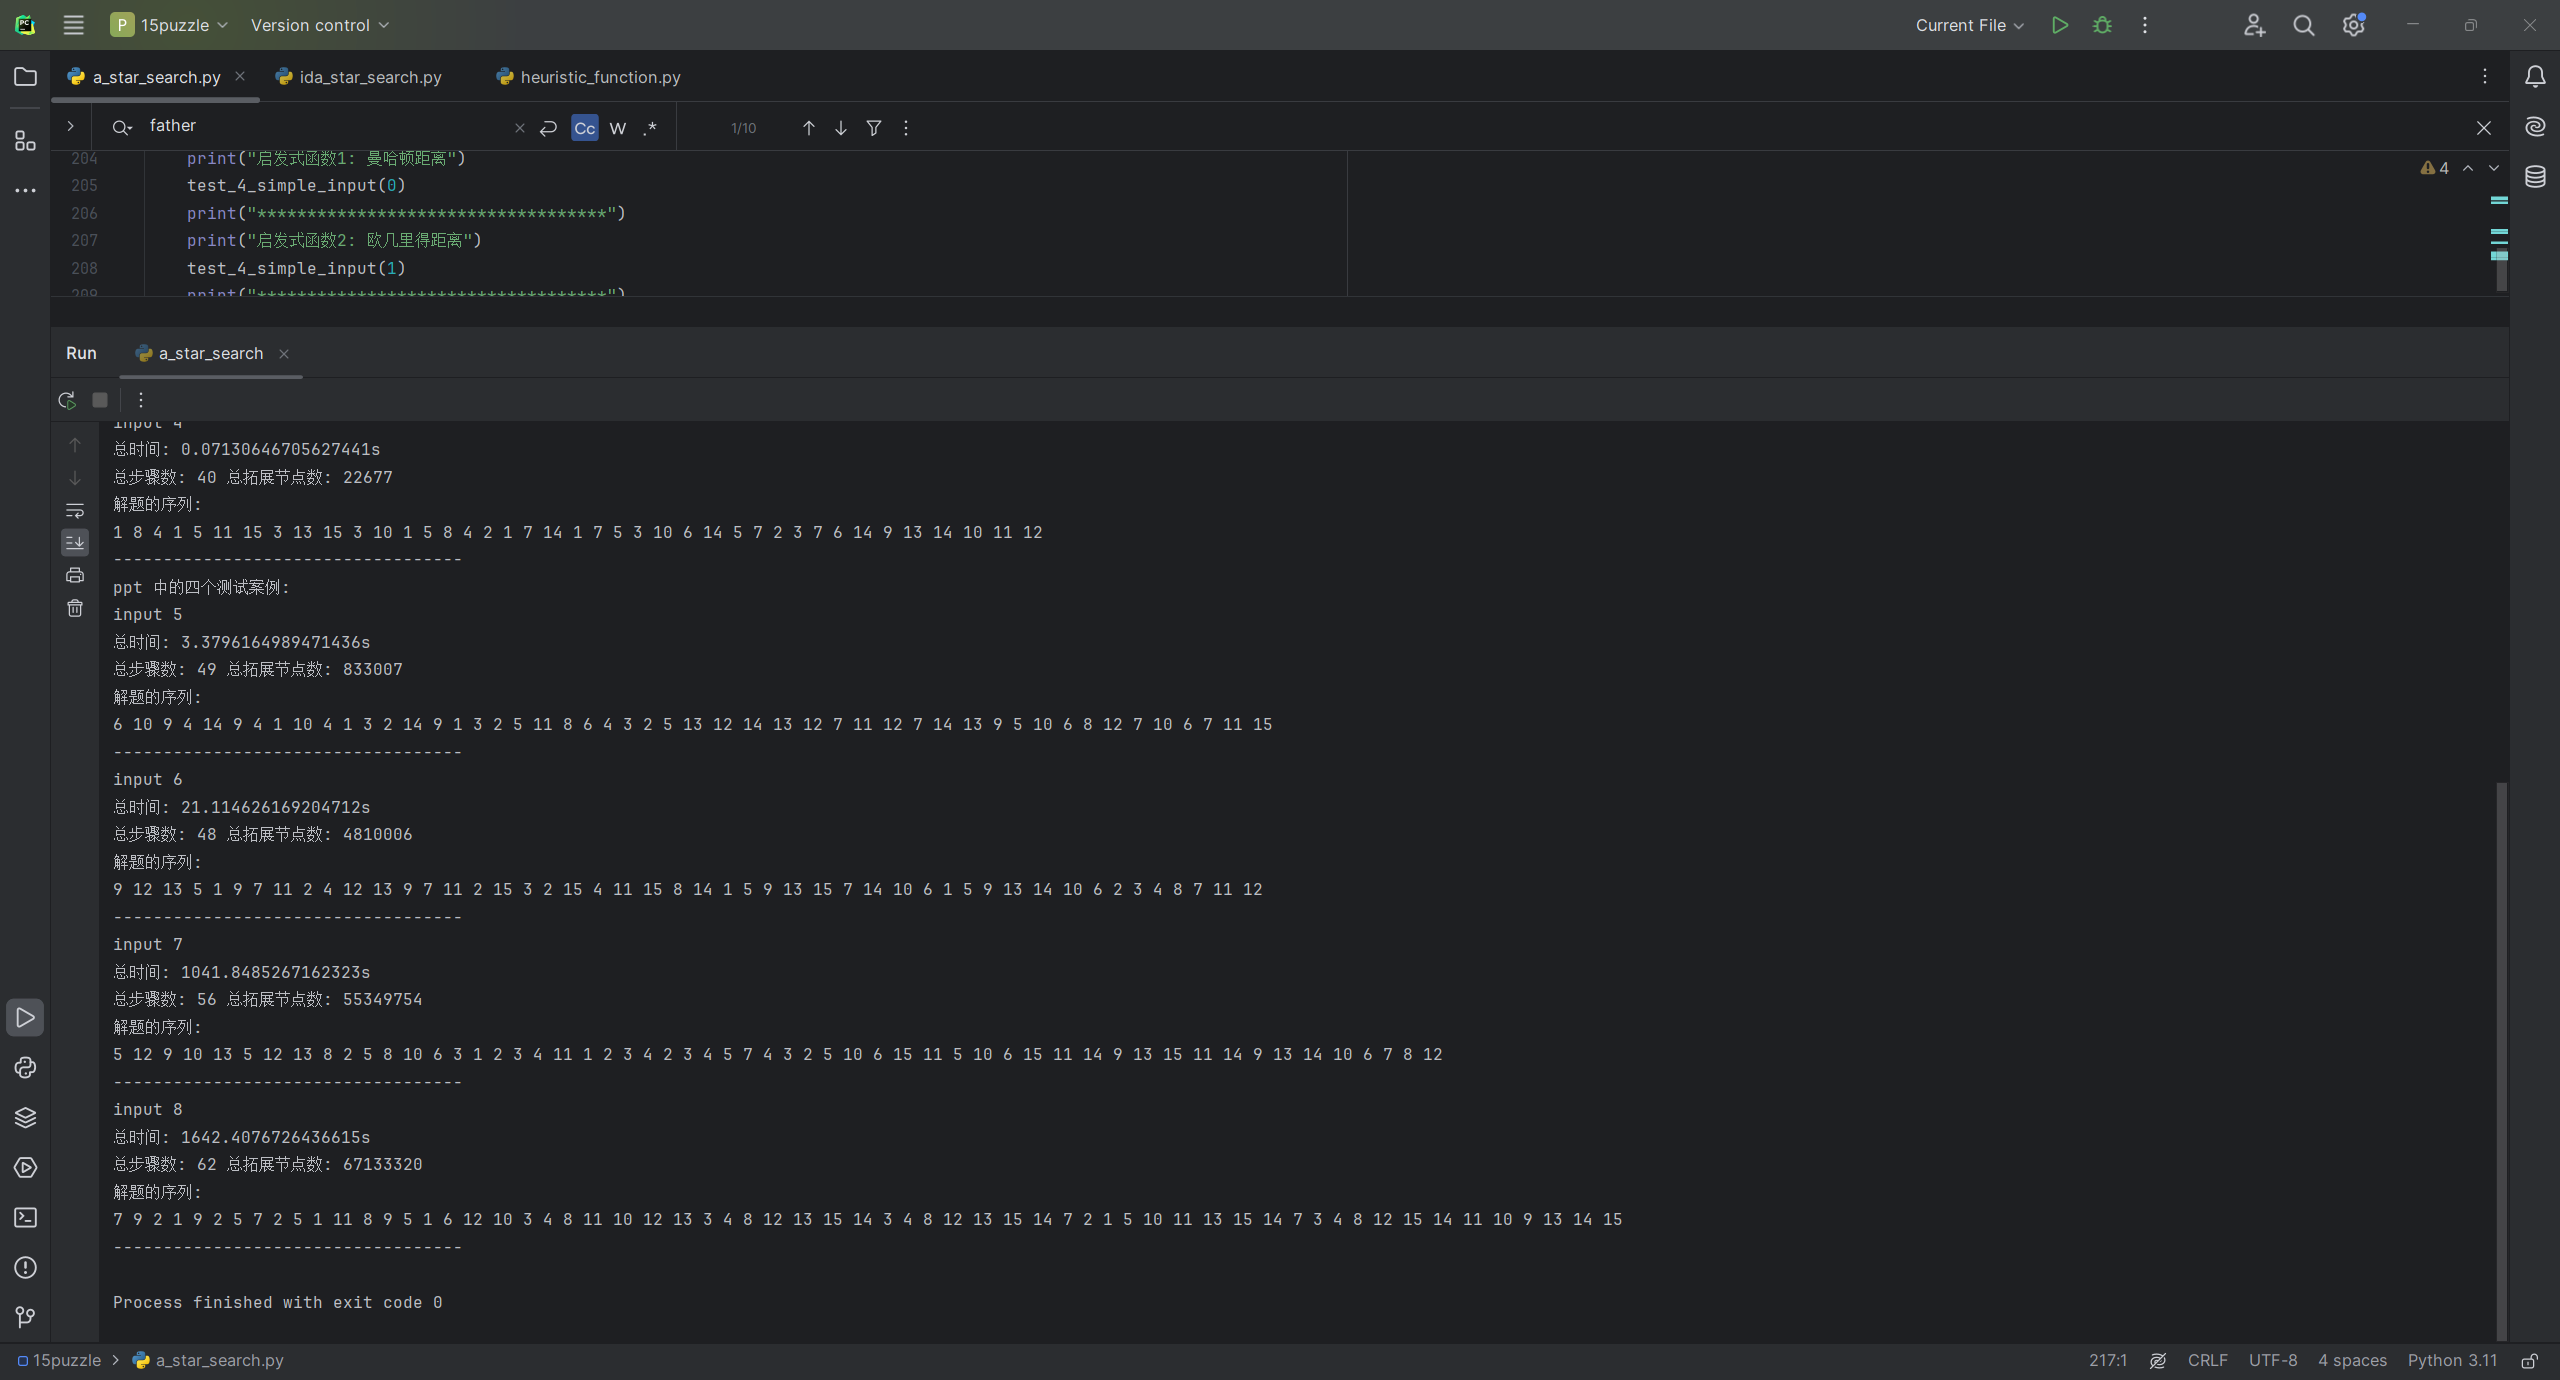 PC
P 15puzzle Version control Current File
a_star_search.py ida_star_search.py heuristic_function.py
father Cc W .* 1/10
204 print("启发式函数1: 曼哈顿距离")
4
205 test_4_simple_input(0)
206 print("***********************************")
207 print("启发式函数2: 欧几里得距离")
208 test_4_simple_input(1)
209 print("***********************************")
Run a_star_search
input 4
总时间: 0.07130646705627441s
总步骤数: 40 总拓展节点数: 22677
解题的序列:
1 8 4 1 5 11 15 3 13 15 3 10 1 5 8 4 2 1 7 14 1 7 5 3 10 6 14 5 7 2 3 7 6 14 9 13 14 10 11 12
-----------------------------------
ppt 中的四个测试案例:
input 5
总时间: 3.3796164989471436s
总步骤数: 49 总拓展节点数: 833007
解题的序列:
6 10 9 4 14 9 4 1 10 4 1 3 2 14 9 1 3 2 5 11 8 6 4 3 2 5 13 12 14 13 12 7 11 12 7 14 13 9 5 10 6 8 12 7 10 6 7 11 15
-----------------------------------
input 6
总时间: 21.114626169204712s
总步骤数: 48 总拓展节点数: 4810006
解题的序列:
9 12 13 5 1 9 7 11 2 4 12 13 9 7 11 2 15 3 2 15 4 11 15 8 14 1 5 9 13 15 7 14 10 6 1 5 9 13 14 10 6 2 3 4 8 7 11 12
-----------------------------------
input 7
总时间: 1041.8485267162323s
总步骤数: 56 总拓展节点数: 55349754
解题的序列:
5 12 9 10 13 5 12 13 8 2 5 8 10 6 3 1 2 3 4 11 1 2 3 4 2 3 4 5 7 4 3 2 5 10 6 15 11 5 10 6 15 11 14 9 13 15 11 14 9 13 14 10 6 7 8 12
-----------------------------------
input 8
总时间: 1642.4076726436615s
总步骤数: 62 总拓展节点数: 67133320
解题的序列:
7 9 2 1 9 2 5 7 2 5 1 11 8 9 5 1 6 12 10 3 4 8 11 10 12 13 3 4 8 12 13 15 14 3 4 8 12 13 15 14 7 2 1 5 10 11 13 15 14 7 3 4 8 12 15 14 11 10 9 13 14 15
-----------------------------------
Process finished with exit code 0
15puzzle > a_star_search.py 217:1 CRLF UTF-8 4 spaces Python 3.11